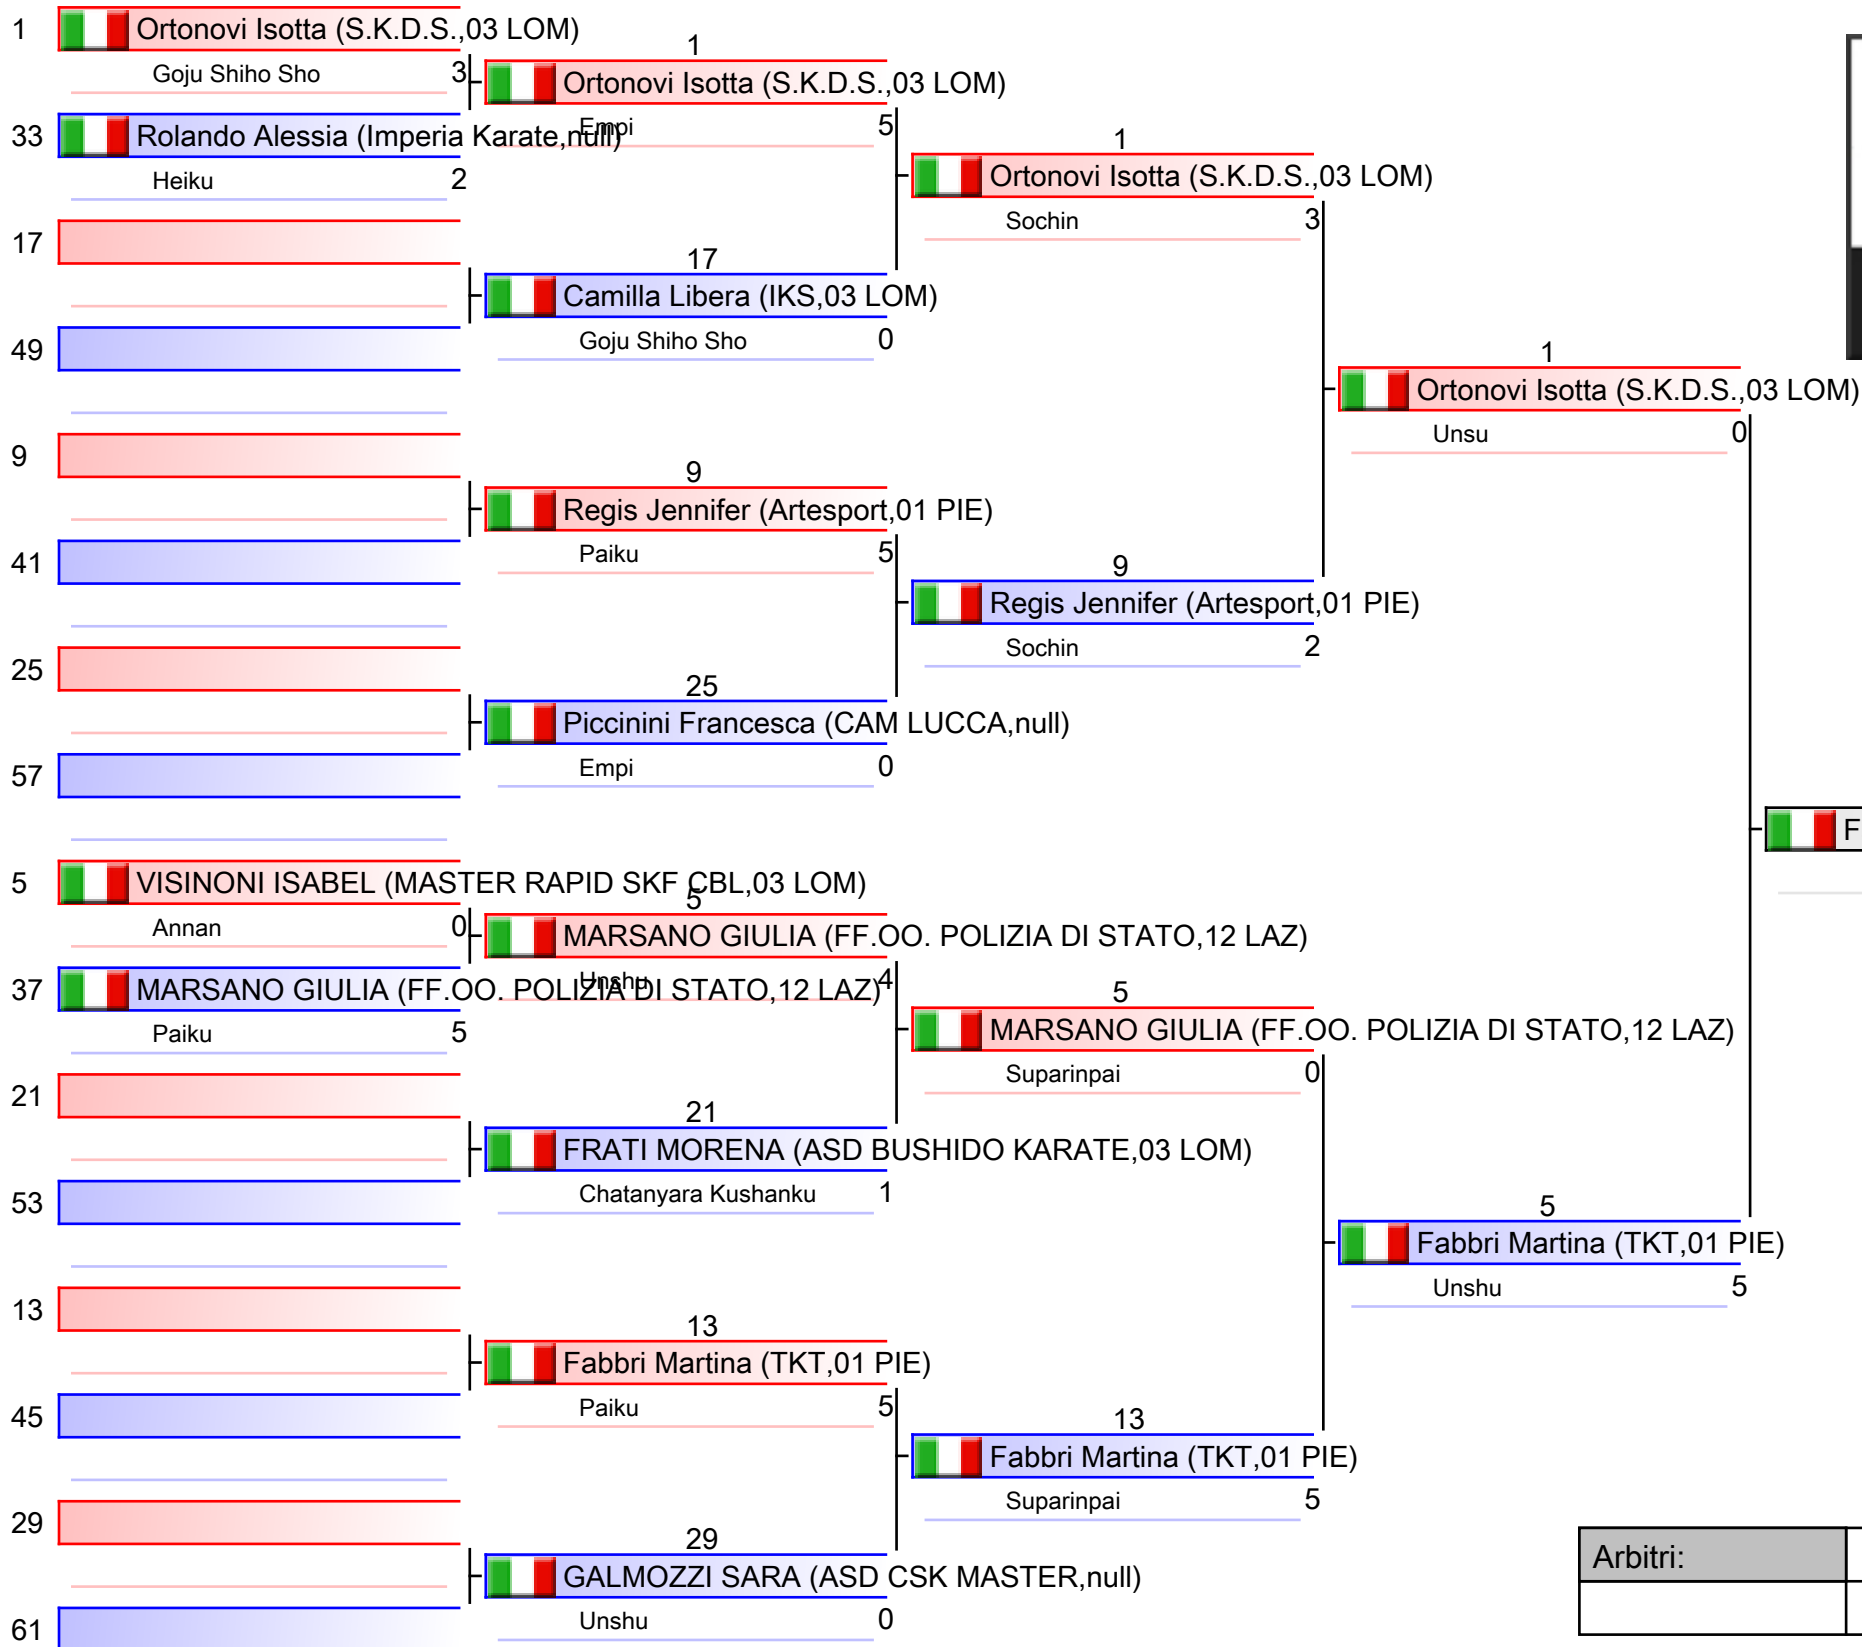 1 Ortonovi Isotta (S.K.D.S.,03 LOM)
Goju Shiho Sho 3
33 Rolando Alessia (Imperia Karate,null)
Heiku 2
17
49
9
41
25
57
5 VISINONI ISABEL (MASTER RAPID SKF CBL,03 LOM)
Annan 0
37 MARSANO GIULIA (FF.OO. POLIZIA DI STATO,12 LAZ)
Paiku 5
21
53
13
45
29
61
1
Ortonovi Isotta (S.K.D.S.,03 LOM)
Empi 5
17
Camilla Libera (IKS,03 LOM)
Goju Shiho Sho 0
9
Regis Jennifer (Artesport,01 PIE)
Paiku 5
25
Piccinini Francesca (CAM LUCCA,null)
Empi 0
5
MARSANO GIULIA (FF.OO. POLIZIA DI STATO,12 LAZ)
Unshu 4
21
FRATI MORENA (ASD BUSHIDO KARATE,03 LOM)
Chatanyara Kushanku 1
13
Fabbri Martina (TKT,01 PIE)
Paiku 5
29
GALMOZZI SARA (ASD CSK MASTER,null)
Unshu 0
1
Ortonovi Isotta (S.K.D.S.,03 LOM)
Sochin 3
9
Regis Jennifer (Artesport,01 PIE)
Sochin 2
5
MARSANO GIULIA (FF.OO. POLIZIA DI STATO,12 LAZ)
Suparinpai 0
13
Fabbri Martina (TKT,01 PIE)
Suparinpai 5
1
Ortonovi Isotta (S.K.D.S.,03 LOM)
Unsu 0
5
Fabbri Martina (TKT,01 PIE)
Unshu 5
F
Arbitri: